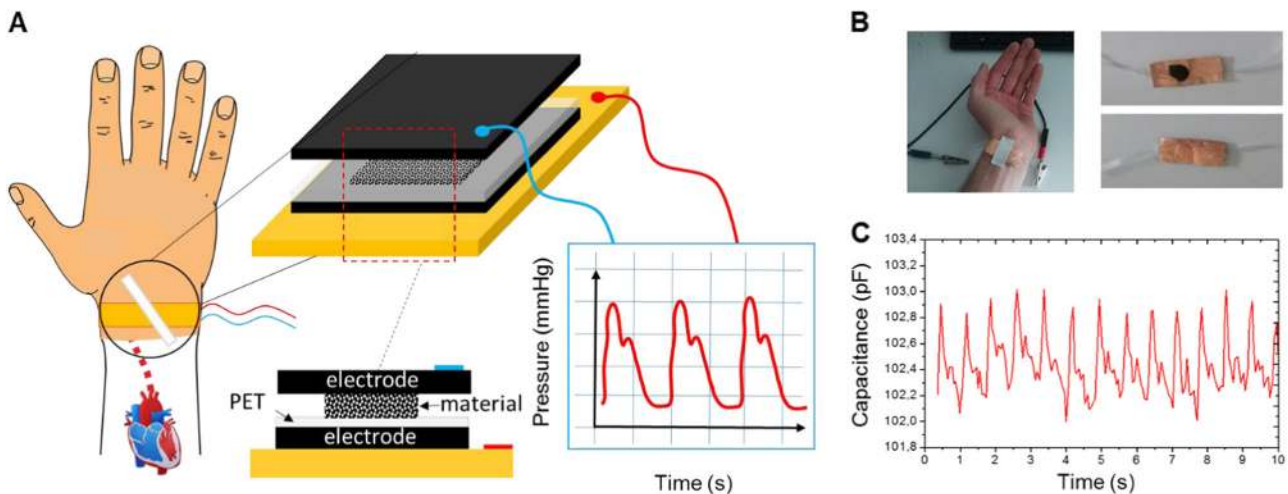 A
electrode
PET
material
electrode
Pressure (mmHg)
Time (s)
B
C
Capacitance (pF)
103,4
103,2
103,0
102,8
102,6
102,4
102,2
102,0
101,8
0 1 2 3 4 5 6 7 8 9 10
Time (s)